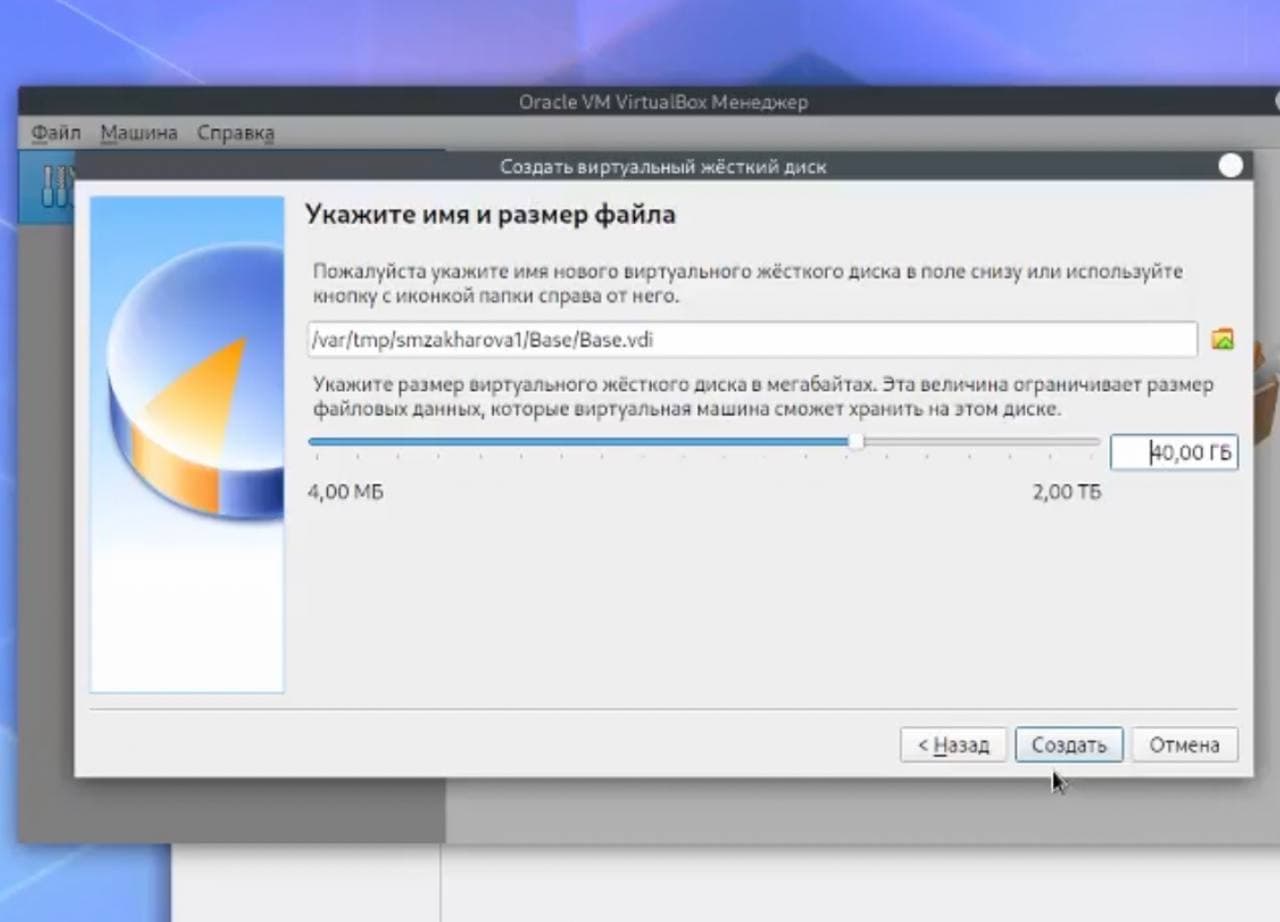 Oracle VM VirtualBox Менеджер
Файл Машина Справка
Создать виртуальный жёсткий диск
Укажите имя и размер файла
Пожалуйста укажите имя нового виртуального жёсткого диска в поле снизу или используйте
кнопку с иконкой папки справа от него.
/var/tmp/smzakharova1/Base/Base.vdi
Укажите размер виртуального жёсткого диска в мегабайтах. Эта величина ограничивает размер
файловых данных, которые виртуальная машина сможет хранить на этом диске.
40,00 ГБ
4,00 МБ 2,00 ТБ
< Назад Создать Отмена